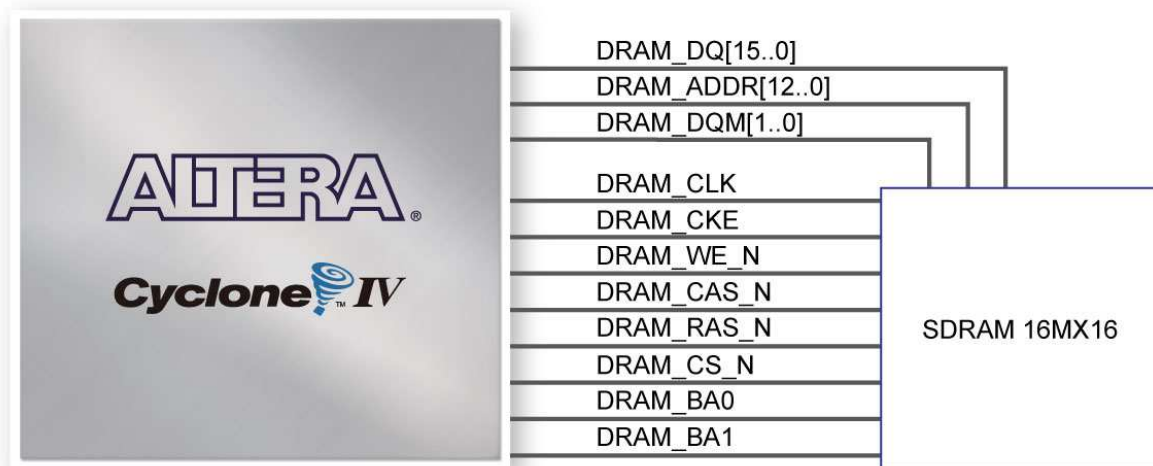 DRAM_DQ[15..0]
DRAM_ADDR[12..0]
DRAM_DQM[1..0]
DRAM_CLK
DRAM_CKE
DRAM_WE_N
DRAM_CAS_N
DRAM_RAS_N
DRAM_CS_N
DRAM_BA0
DRAM_BA1
ALTERA®
Cyclone™ IV
SDRAM 16MX16